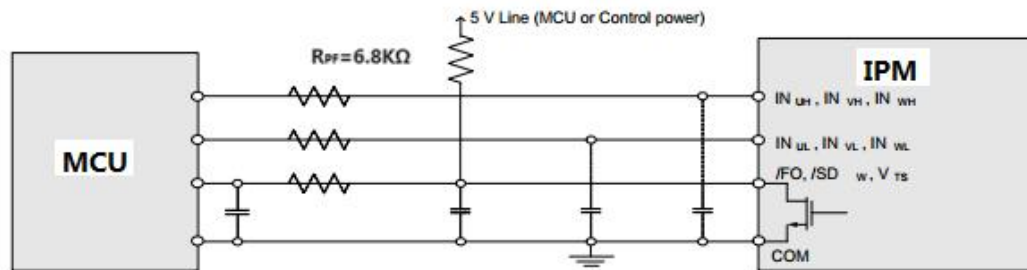 5 V Line (MCU or Control power)
RPF=6.8KΩ
IPM
MCU
IN UH , IN VH , IN WH
IN UL , IN VL , IN WL
/FO, /SD W , V TS
COM